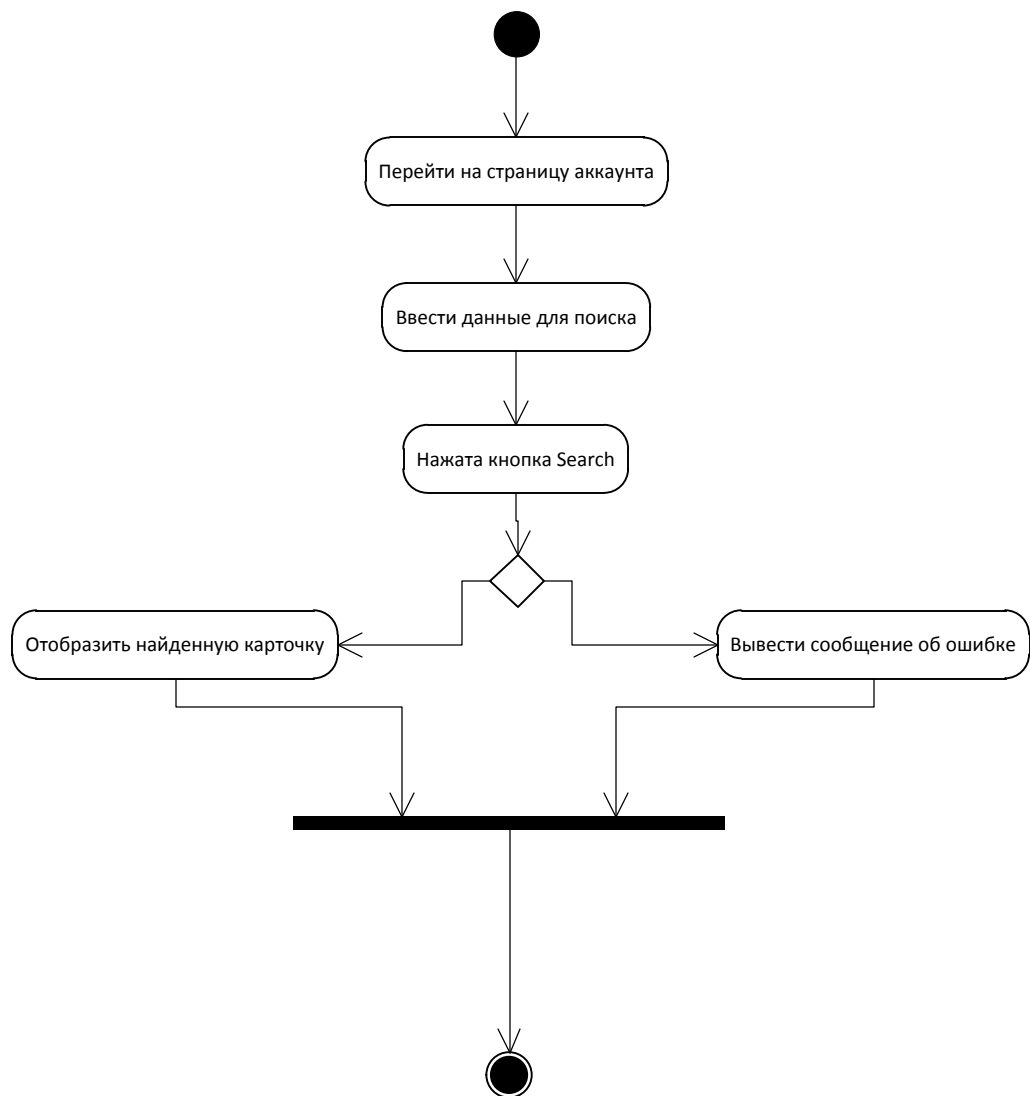 Перейти на страницу аккаунта
Ввести данные для поиска
Нажата кнопка Search
Отобразить найденную карточку
Вывести сообщение об ошибке